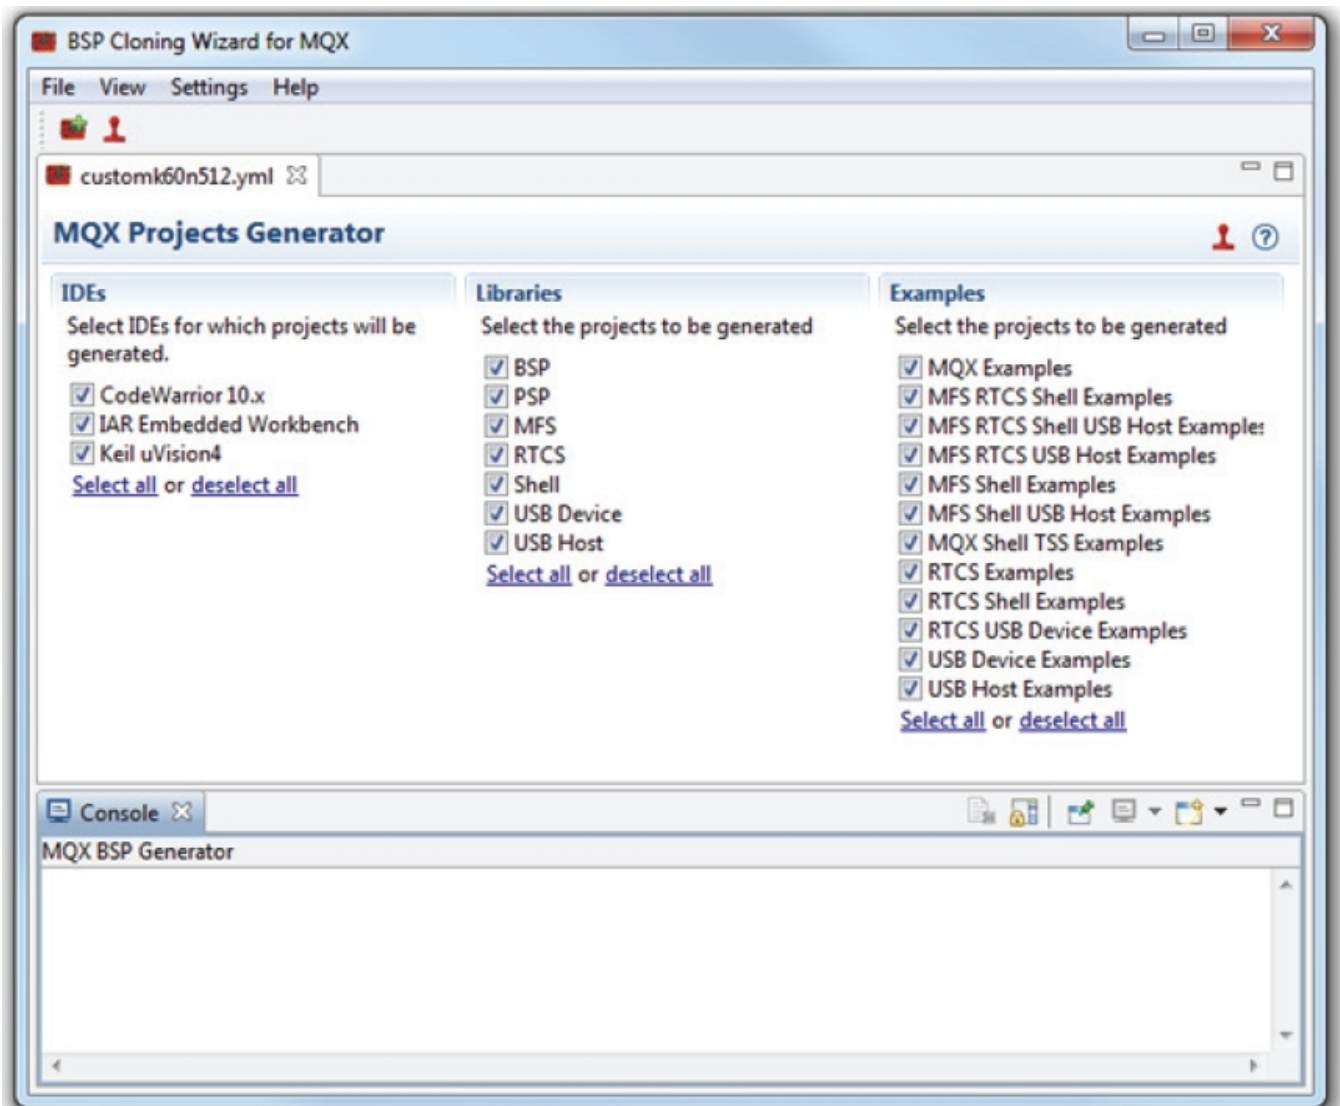 BSP Cloning Wizard for MQX
File View Settings Help
customk60n512.yml
MQX Projects Generator
IDEs
Select IDEs for which projects will be
generated.
CodeWarrior 10.x
IAR Embedded Workbench
Keil uVision4
Select all or deselect all
Libraries
Select the projects to be generated
BSP
PSP
MFS
RTCS
Shell
USB Device
USB Host
Select all or deselect all
Examples
Select the projects to be generated
MQX Examples
MFS RTCS Shell Examples
MFS RTCS Shell USB Host Examples
MFS RTCS USB Host Examples
MFS Shell Examples
MFS Shell USB Host Examples
MQX Shell TSS Examples
RTCS Examples
RTCS Shell Examples
RTCS USB Device Examples
USB Device Examples
USB Host Examples
Select all or deselect all
Console
MQX BSP Generator